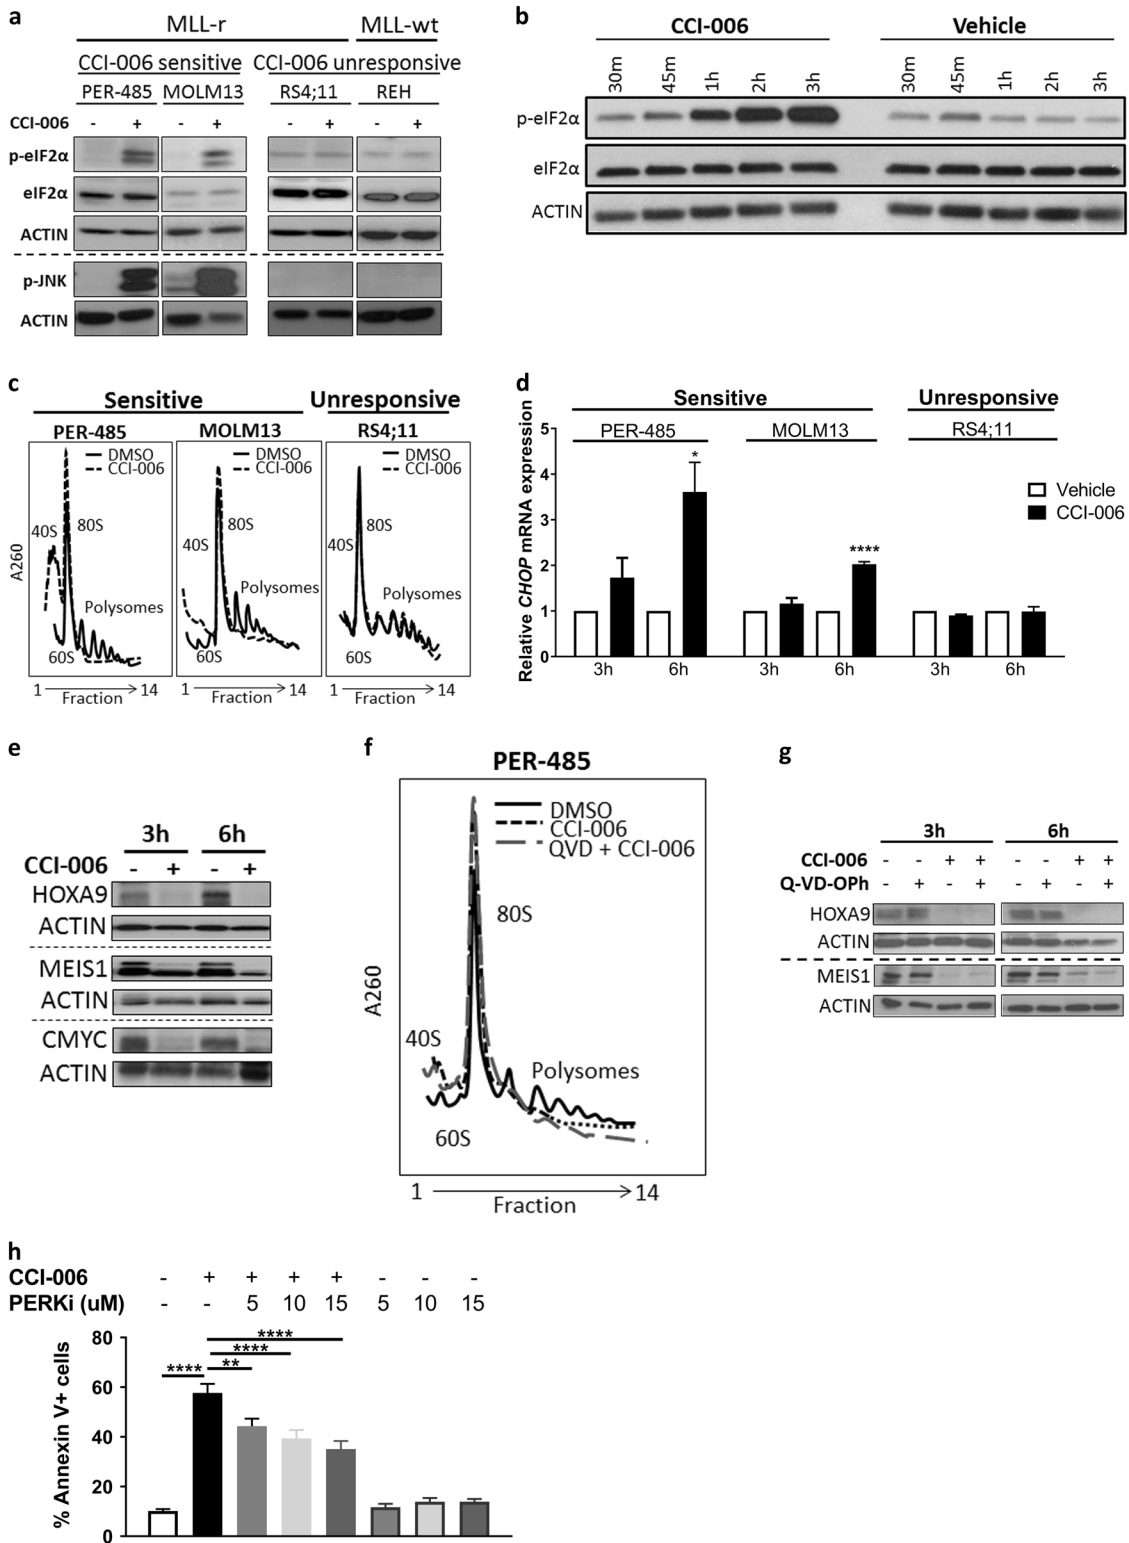 a
MLL-r MLL-wt
CCI-006 sensitive CCI-006 unresponsive
PER-485 MOLM13 RS4;11 REH
CCI-006 - + - + - + - +
p-eIF2α
eIF2α
ACTIN
p-JNK
ACTIN
b
CCI-006 Vehicle
30m 45m 1h 2h 3h 30m 45m 1h 2h 3h
p-eIF2α
eIF2α
ACTIN
c
Sensitive Unresponsive
PER-485 MOLM13 RS4;11
DMSO DMSO DMSO
CCI-006 CCI-006 CCI-006
40S 80S 40S 80S 40S 80S
A260
Polysomes Polysomes Polysomes
60S 60S 60S
1 14 1 14 1 14
Fraction Fraction Fraction
d
Sensitive Unresponsive
PER-485 MOLM13 RS4;11
Relative CHOP mRNA expression
5
4
3
2
1
0
* ****
Vehicle
CCI-006
3h 6h 3h 6h 3h 6h
e
3h 6h
CCI-006 - + - +
HOXA9
ACTIN
MEIS1
ACTIN
CMYC
ACTIN
f
PER-485
DMSO
CCI-006
QVD + CCI-006
80S
A260
40S
Polysomes
60S
1 14
Fraction
g
3h 6h
CCI-006 - - + + - - + +
Q-VD-OPh - + - + - + - +
HOXA9
ACTIN
MEIS1
ACTIN
h
CCI-006 - + + + + - - -
PERKi (uM) - - 5 10 15 5 10 15
% Annexin V+ cells
80
60
40
20
0
****
****
**** **